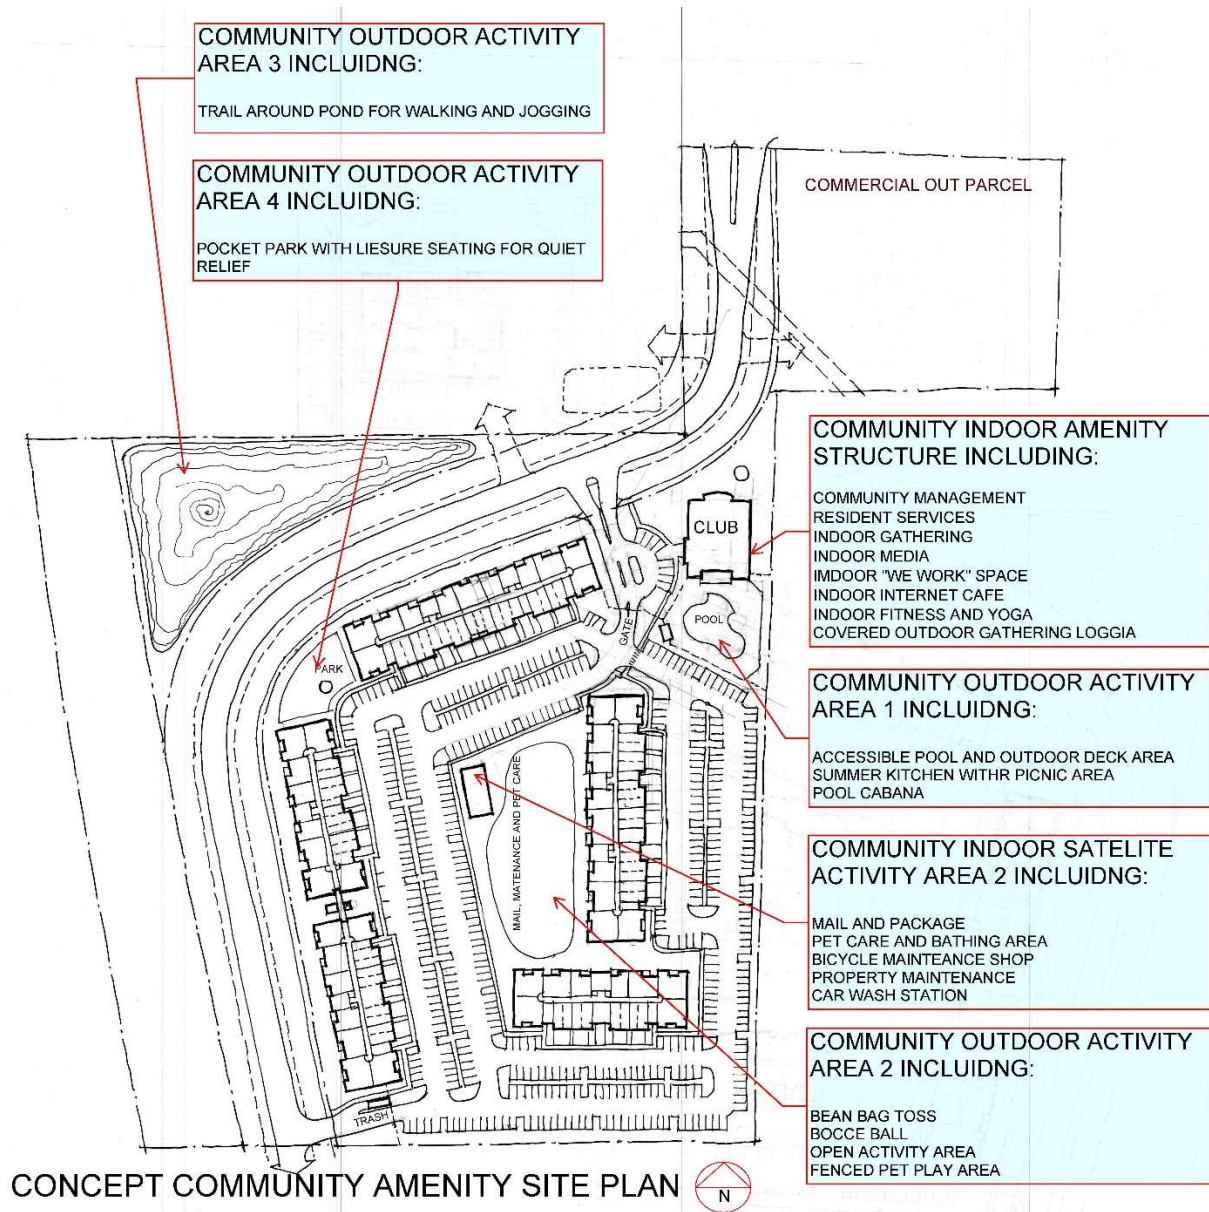 COMMUNITY OUTDOOR ACTIVITY
AREA 3 INCLUIDNG:
TRAIL AROUND POND FOR WALKING AND JOGGING
COMMUNITY OUTDOOR ACTIVITY
AREA 4 INCLUIDNG:
POCKET PARK WITH LIESURE SEATING FOR QUIET
RELIEF
COMMERCIAL OUT PARCEL
COMMUNITY INDOOR AMENITY
STRUCTURE INCLUDING:
COMMUNITY MANAGEMENT
RESIDENT SERVICES
INDOOR GATHERING
INDOOR MEDIA
IMDOOR "WE WORK" SPACE
INDOOR INTERNET CAFE
INDOOR FITNESS AND YOGA
COVERED OUTDOOR GATHERING LOGGIA
CLUB
POOL
GATE
PARK
COMMUNITY OUTDOOR ACTIVITY
AREA 1 INCLUIDNG:
ACCESSIBLE POOL AND OUTDOOR DECK AREA
SUMMER KITCHEN WITHR PICNIC AREA
POOL CABANA
MAIL, MATENANCE AND PET CARE
COMMUNITY INDOOR SATELITE
ACTIVITY AREA 2 INCLUIDNG:
MAIL AND PACKAGE
PET CARE AND BATHING AREA
BICYCLE MAINTEANCE SHOP
PROPERTY MAINTENANCE
CAR WASH STATION
COMMUNITY OUTDOOR ACTIVITY
AREA 2 INCLUIDNG:
BEAN BAG TOSS
BOCCE BALL
OPEN ACTIVITY AREA
FENCED PET PLAY AREA
TRASH
CONCEPT COMMUNITY AMENITY SITE PLAN
N